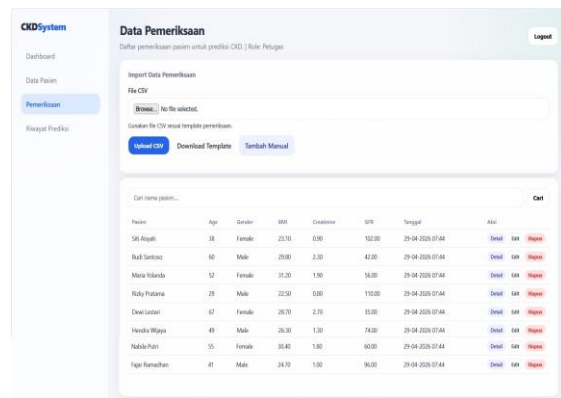 CKDSystem
Dashboard
Data Pasien
Pemeriksaan
Riwayat Prediksi
Data Pemeriksaan
Daftar pemeriksaan pasien untuk prediksi CKD. | Role: Petugas
Logout
Import Data Pemeriksaan
File CSV
Browse... No file selected.
Gunakan file CSV sesuai template pemeriksaan.
Upload CSV Download Template Tambah Manual
Cari nama pasien... Cari
Pasien Age Gender BMI Creatinine GFR Tanggal Aksi
Siti Aisyah 38 Female 23.10 0.90 102.00 29-04-2026 07:44 Detail Edit Hapus
Budi Santoso 60 Male 29.80 2.30 42.00 29-04-2026 07:44 Detail Edit Hapus
Maria Yolanda 52 Female 31.20 1.90 56.00 29-04-2026 07:44 Detail Edit Hapus
Rizky Pratama 29 Male 22.50 0.80 110.00 29-04-2026 07:44 Detail Edit Hapus
Dewi Lestari 67 Female 28.70 2.70 35.00 29-04-2026 07:44 Detail Edit Hapus
Hendra Wijaya 49 Male 26.30 1.30 74.00 29-04-2026 07:44 Detail Edit Hapus
Nabila Putri 55 Female 30.40 1.80 60.00 29-04-2026 07:44 Detail Edit Hapus
Fajar Ramadhan 41 Male 24.70 1.00 96.00 29-04-2026 07:44 Detail Edit Hapus